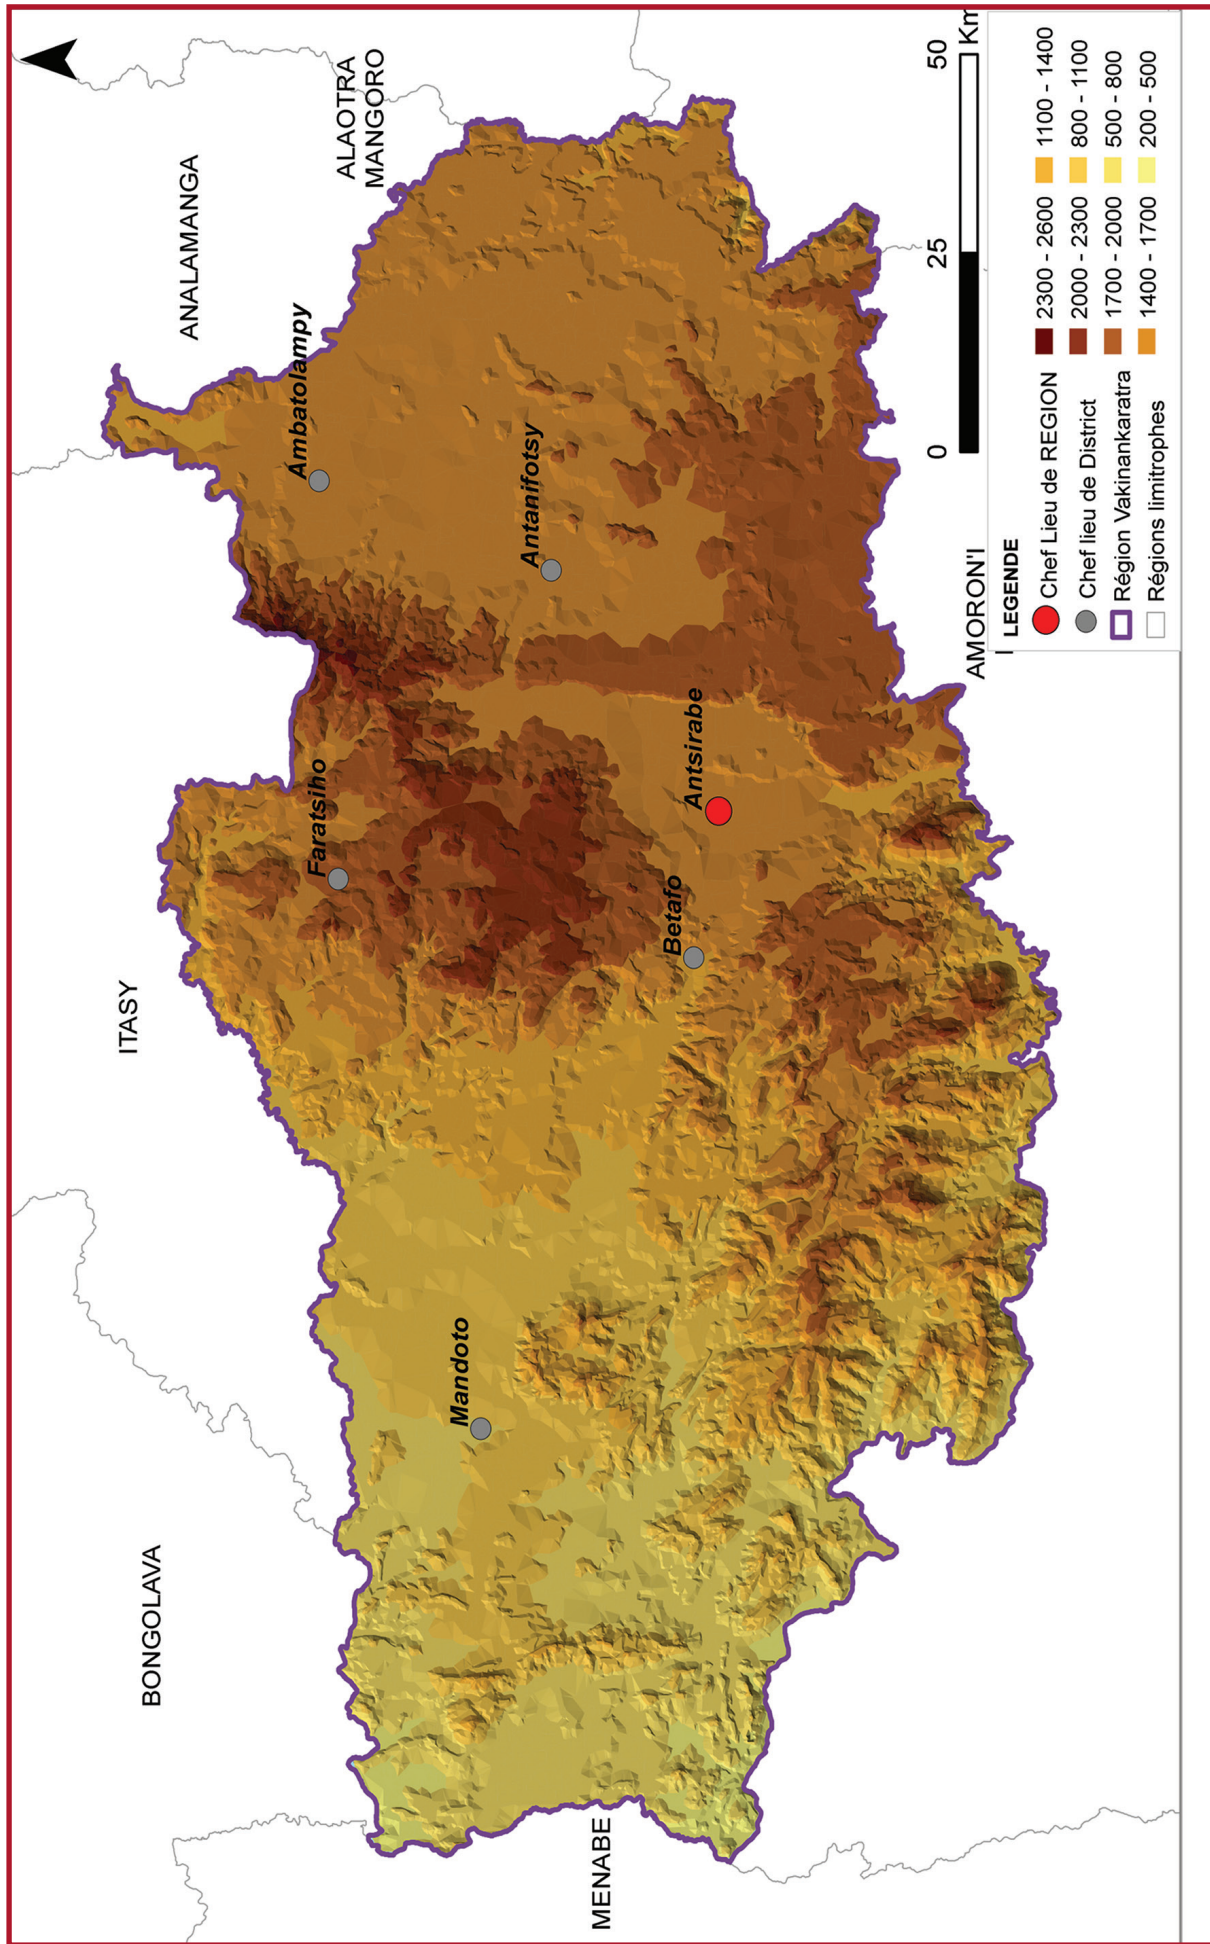 ANALAMANGA
ALAOTRA
MANGORO
ITASY
BONGOLAVA
MENABE
AMORON'I
Ambatolampy
Faratsiho
Antanifotsy
Mandoto
Betafo
Antsirabe
0 25 50 Km
LEGENDE
Chef Lieu de REGION
Chef lieu de District
Région Vakinankaratra
Régions limitrophes
2300 - 2600
2000 - 2300
1700 - 2000
1400 - 1700
1100 - 1400
800 - 1100
500 - 800
200 - 500